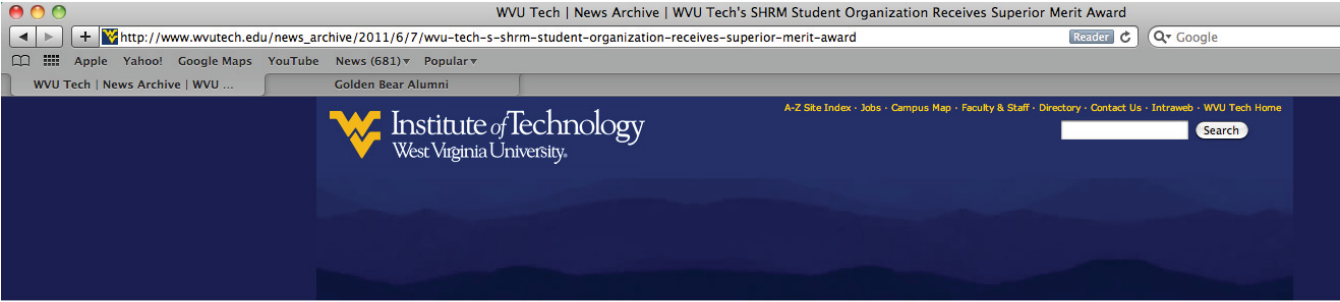 WVU Tech | News Archive | WVU Tech's SHRM Student Organization Receives Superior Merit Award
http://www.wvutech.edu/news_archive/2011/6/7/wvu-tech-s-shrm-student-organization-receives-superior-merit-award Reader Google
Apple Yahoo! Google Maps YouTube News (681) Popular
WVU Tech | News Archive | WVU ... Golden Bear Alumni
A-Z Site Index · Jobs · Campus Map · Faculty & Staff · Directory · Contact Us · Intraweb · WVU Tech Home
Search
WV Institute of Technology
West Virginia University.